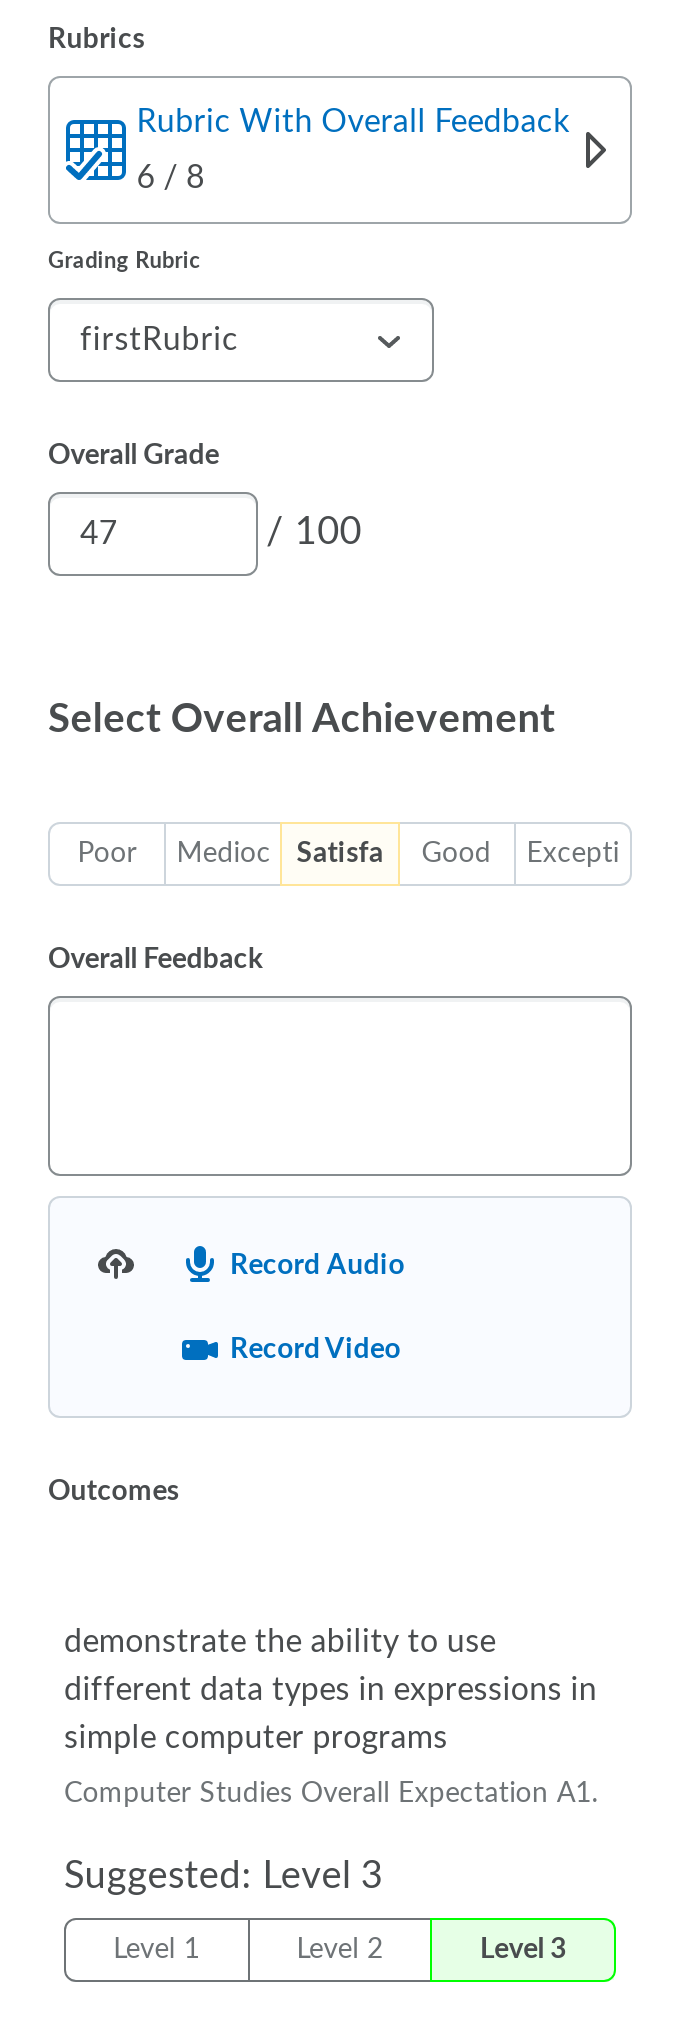 Rubrics
Rubric With Overall Feedback
6 / 8
Grading Rubric
firstRubric
Overall Grade
47 / 100
Select Overall Achievement
Poor Medioc Satisfa Good Excepti
Overall Feedback
Record Audio
Record Video
Outcomes
demonstrate the ability to use
different data types in expressions in
simple computer programs
Computer Studies Overall Expectation A1.
Suggested: Level 3
Level 1 Level 2 Level 3